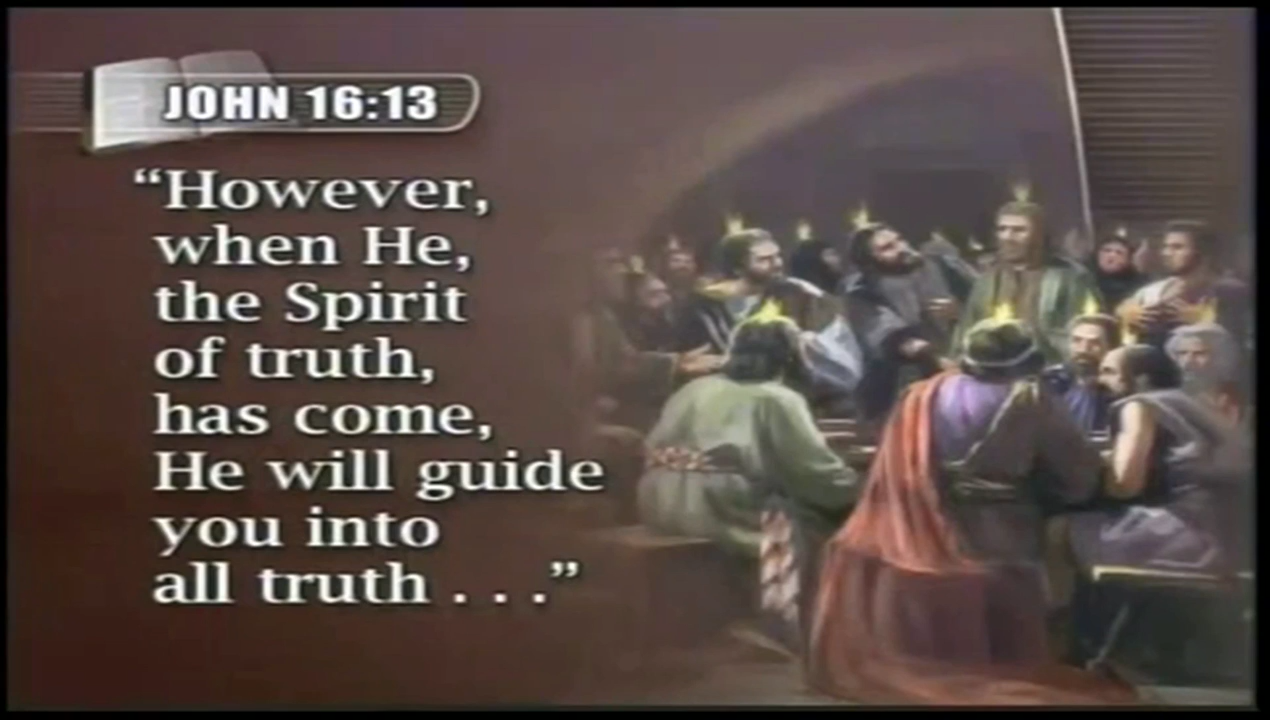 JOHN 16:13
“However,
when He,
the Spirit
of truth,
has come,
He will guide
you into
all truth . . .”